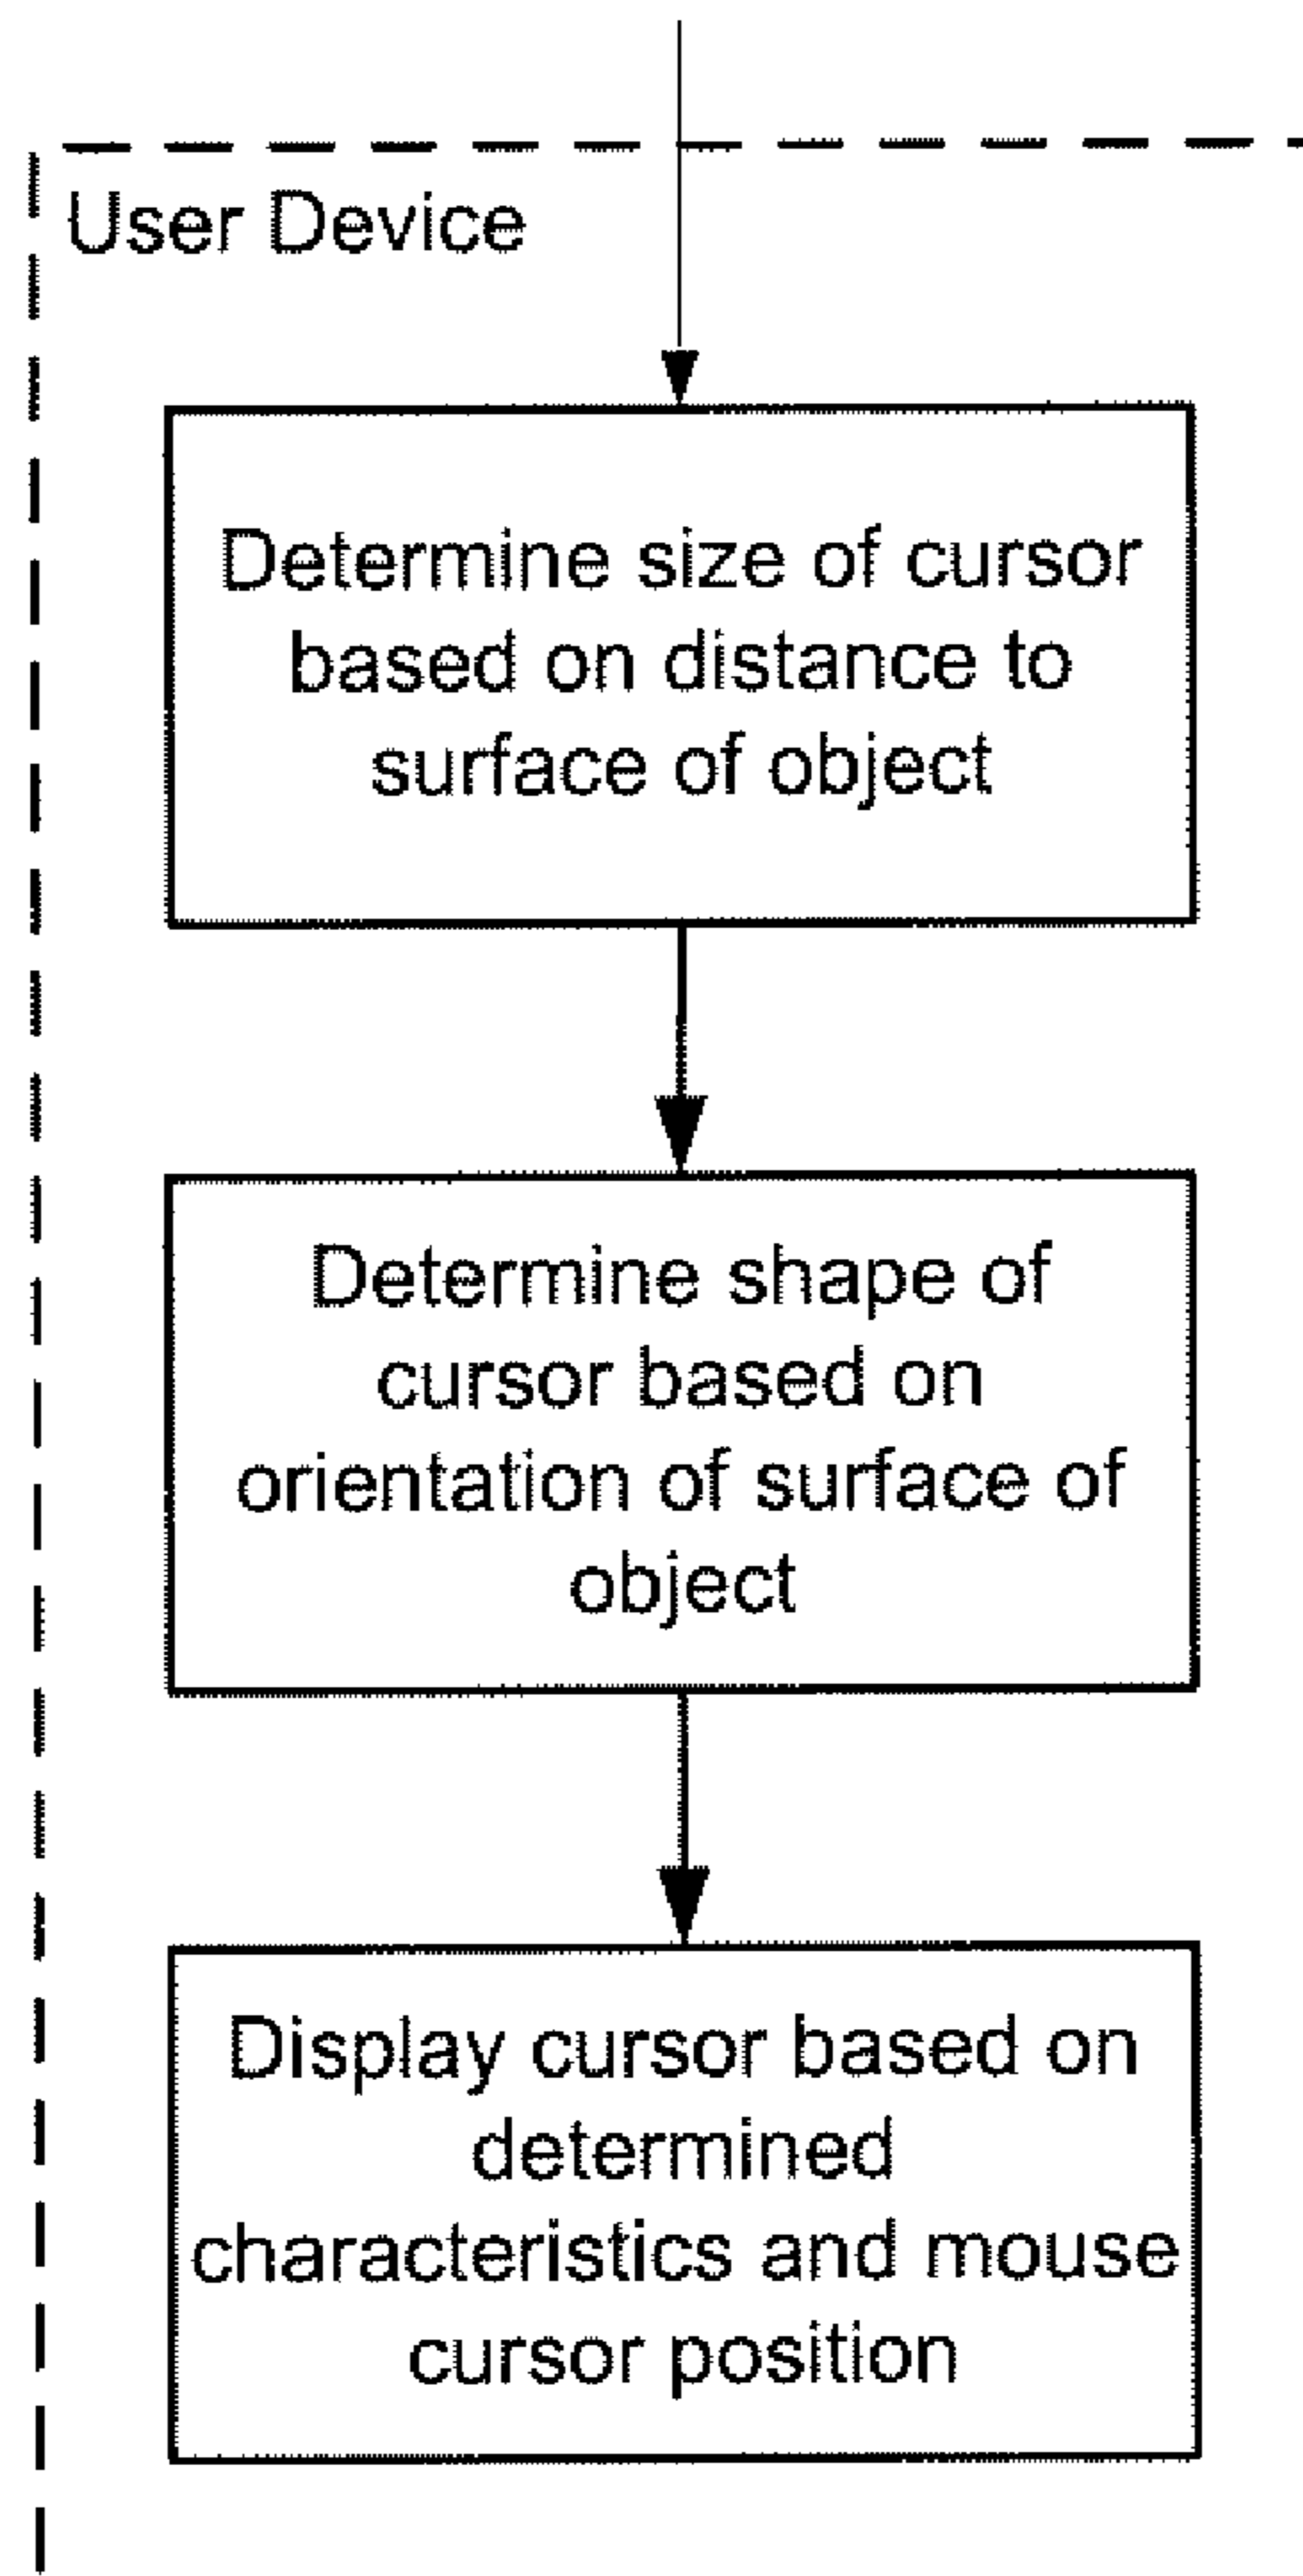 User Device
Determine size of cursor
based on distance to
surface of object
Determine shape of
cursor based on
orientation of surface of
object
Display cursor based on
determined
characteristics and mouse
cursor position